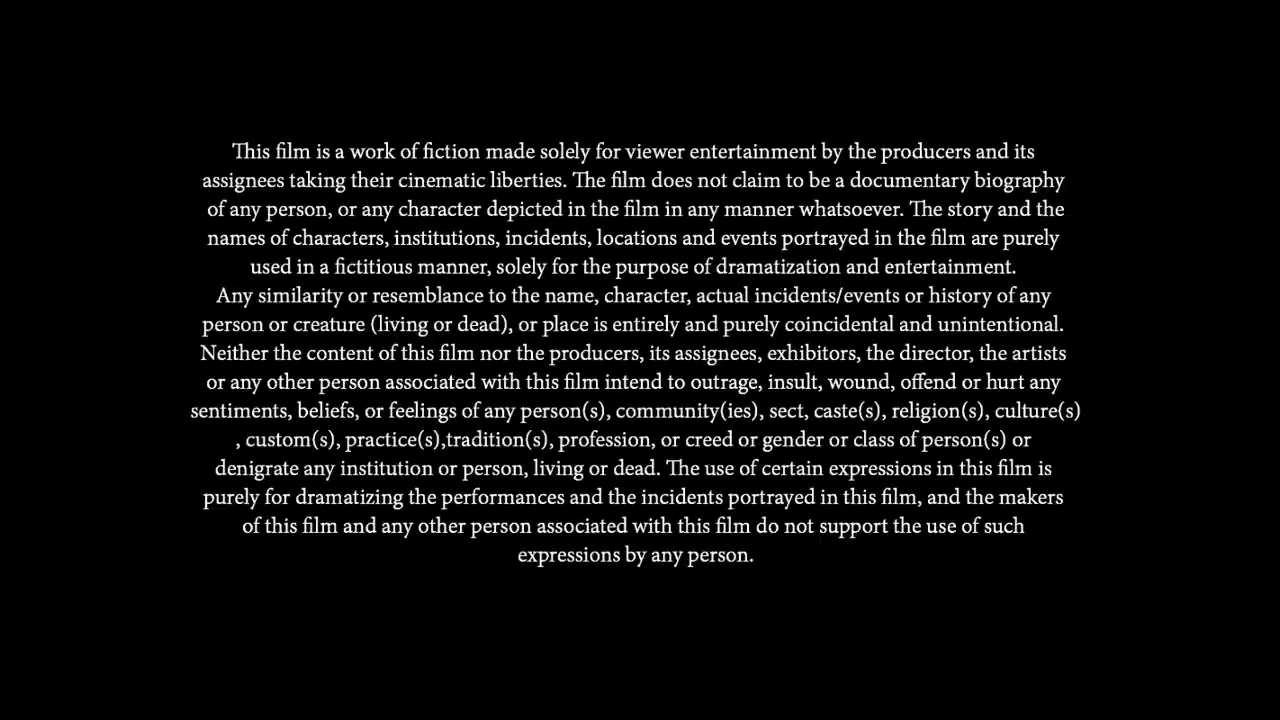 This film is a work of fiction made solely for viewer entertainment by the producers and its
assignees taking their cinematic liberties. The film does not claim to be a documentary biography
of any person, or any character depicted in the film in any manner whatsoever. The story and the
names of characters, institutions, incidents, locations and events portrayed in the film are purely
used in a fictitious manner, solely for the purpose of dramatization and entertainment.
Any similarity or resemblance to the name, character, actual incidents/events or history of any
person or creature (living or dead), or place is entirely and purely coincidental and unintentional.
Neither the content of this film nor the producers, its assignees, exhibitors, the director, the artists
or any other person associated with this film intend to outrage, insult, wound, offend or hurt any
sentiments, beliefs, or feelings of any person(s), community(ies), sect, caste(s), religion(s), culture(s)
, custom(s), practice(s),tradition(s), profession, or creed or gender or class of person(s) or
denigrate any institution or person, living or dead. The use of certain expressions in this film is
purely for dramatizing the performances and the incidents portrayed in this film, and the makers
of this film and any other person associated with this film do not support the use of such
expressions by any person.